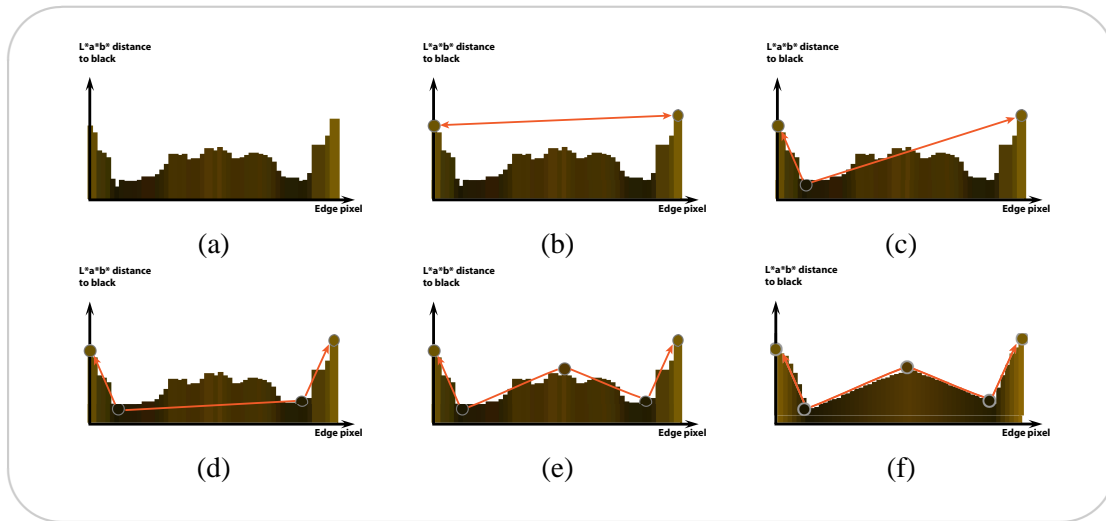 L*a*b* distance
to black
Edge pixel
(a)
L*a*b* distance
to black
Edge pixel
(b)
L*a*b* distance
to black
Edge pixel
(c)
L*a*b* distance
to black
Edge pixel
(d)
L*a*b* distance
to black
Edge pixel
(e)
L*a*b* distance
to black
Edge pixel
(f)